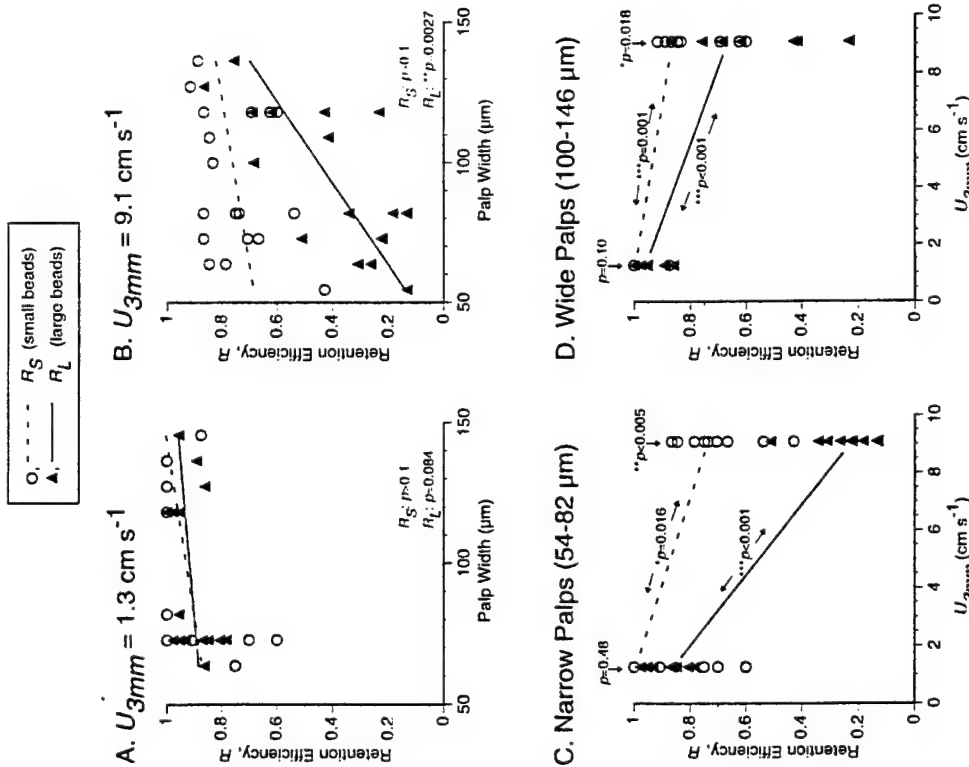 O, - - - R_S (small beads)
▲, —— R_L (large beads)
A. U_3mm = 1.3 cm s^-1
Retention Efficiency, R
1
0.8
0.6
0.4
0.2
50
100
150
Palp Width (µm)
R_S: p>0.1
R_L: p=0.084
B. U_3mm = 9.1 cm s^-1
Retention Efficiency, R
1
0.8
0.6
0.4
0.2
50
100
150
Palp Width (µm)
R_S: p>0.1
R_L: **p=0.0027
C. Narrow Palps (54-82 µm)
Retention Efficiency, R
1
0.8
0.6
0.4
0.2
0
0
2
4
6
8
10
U_3mm (cm s^-1)
p=0.48
*p=0.016
***p<0.001
**p<0.005
D. Wide Palps (100-146 µm)
Retention Efficiency, R
1
0.8
0.6
0.4
0.2
0
0
2
4
6
8
10
U_3mm (cm s^-1)
p=0.10
***p=0.001
***p<0.001
*p=0.018